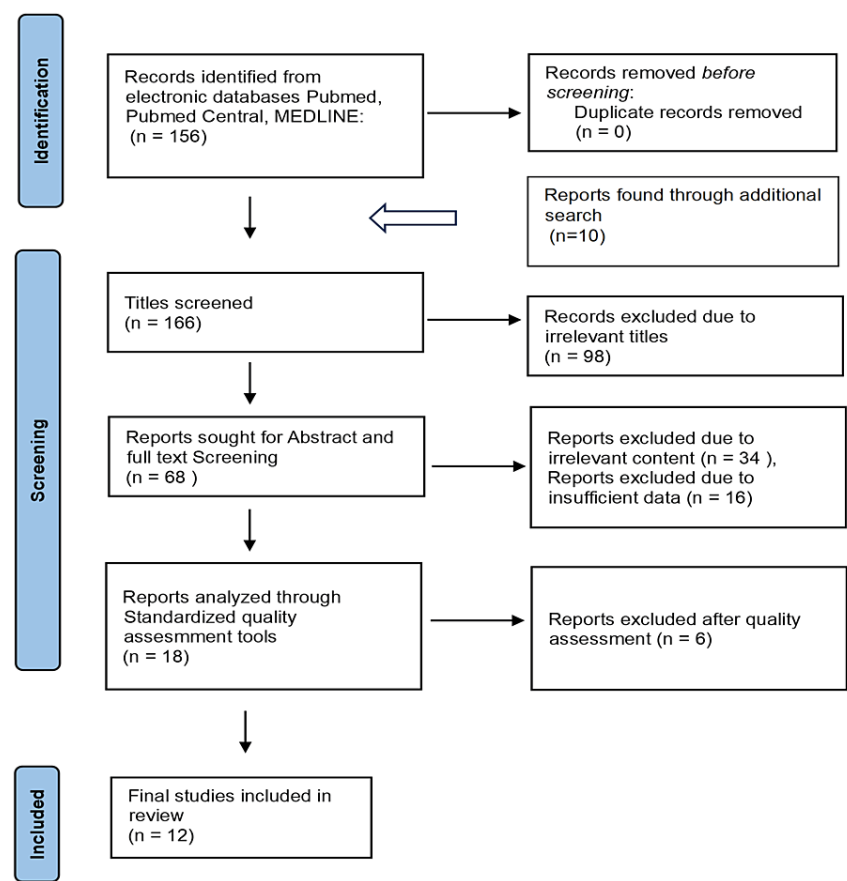 Identification
Records identified from
electronic databases Pubmed,
Pubmed Central, MEDLINE:
(n = 156)
Records removed before
screening:
Duplicate records removed
(n = 0)
Reports found through additional
search
(n=10)
Screening
Titles screened
(n = 166)
Records excluded due to
irrelevant titles
(n = 98)
Reports sought for Abstract and
full text Screening
(n = 68 )
Reports excluded due to
irrelevant content (n = 34 ),
Reports excluded due to
insufficient data (n = 16)
Reports analyzed through
Standardized quality
assesmment tools
(n = 18)
Reports excluded after quality
assessment (n = 6)
Included
Final studies included in
review
(n = 12)